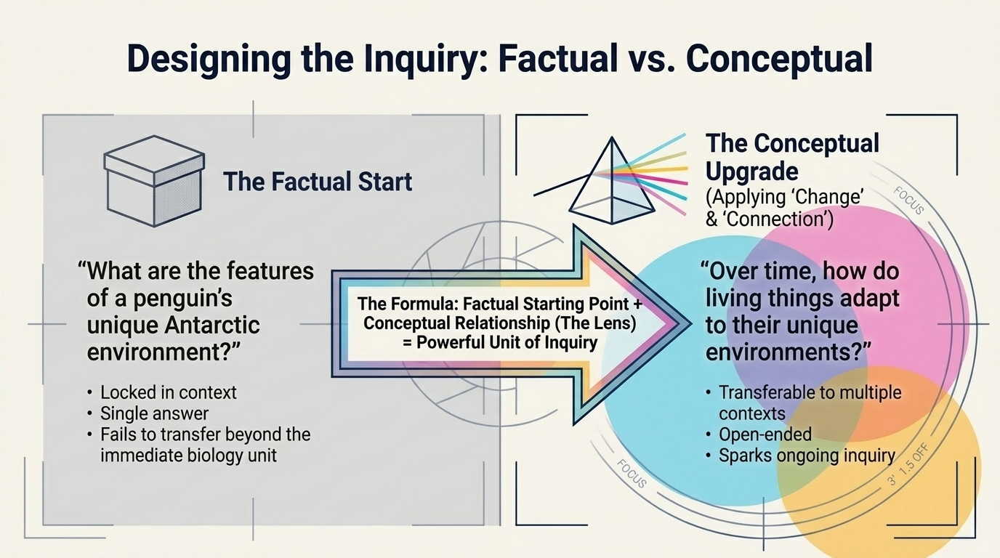 Designing the Inquiry: Factual vs. Conceptual
The Factual Start
“What are the features
of a penguin’s
unique Antarctic
environment?”
• Locked in context
• Single answer
• Fails to transfer beyond the
immediate biology unit
The Formula: Factual Starting Point +
Conceptual Relationship (The Lens)
= Powerful Unit of Inquiry
The Conceptual
Upgrade
(Applying ‘Change’
& ‘Connection’)
FOCUS
“Over time, how do
living things adapt
to their unique
environments?”
• Transferable to multiple
contexts
• Open-ended
• Sparks ongoing inquiry
FOCUS
3' 1.5 OFF